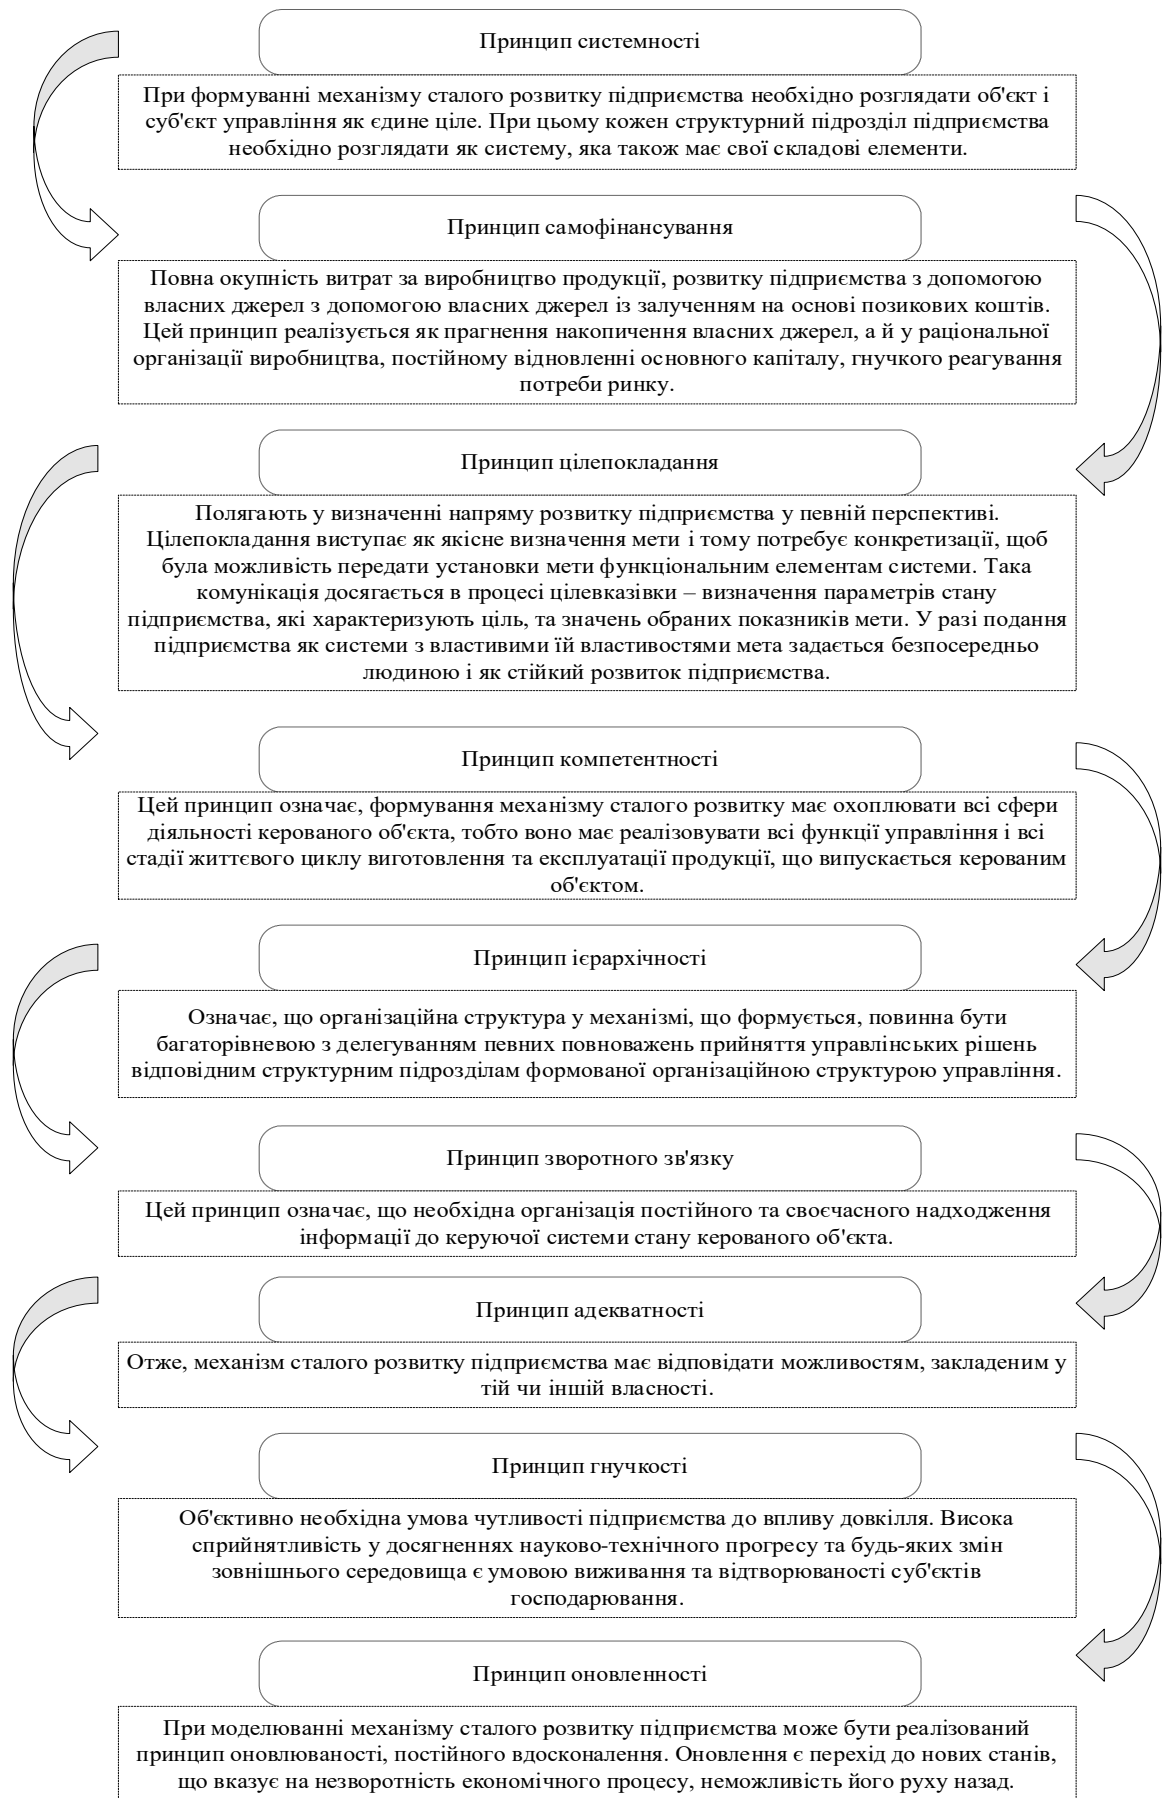 Принцип системності
При формуванні механізму сталого розвитку підприємства необхідно розглядати об'єкт і
суб'єкт управління як єдине ціле. При цьому кожен структурний підрозділ підприємства
необхідно розглядати як систему, яка також має свої складові елементи.
Принцип самофінансування
Повна окупність витрат за виробництво продукції, розвитку підприємства з допомогою
власних джерел з допомогою власних джерел із залученням на основі позикових коштів.
Цей принцип реалізується як прагнення накопичення власних джерел, а й у раціональної
організації виробництва, постійному відновленні основного капіталу, гнучкого реагування
потреби ринку.
Принцип цілепокладання
Полягають у визначенні напряму розвитку підприємства у певній перспективі.
Цілепокладання виступає як якісне визначення мети і тому потребує конкретизації, щоб
була можливість передати установки мети функціональним елементам системи. Така
комунікація досягається в процесі цілевказівки – визначення параметрів стану
підприємства, які характеризують ціль, та значень обраних показників мети. У разі подання
підприємства як системи з властивими їй властивостями мета задається безпосередньо
людиною і як стійкий розвиток підприємства.
Принцип компетентності
Цей принцип означає, формування механізму сталого розвитку має охоплювати всі сфери
діяльності керованого об'єкта, тобто воно має реалізовувати всі функції управління і всі
стадії життєвого циклу виготовлення та експлуатації продукції, що випускається керованим
об'єктом.
Принцип ієрархічності
Означає, що організаційна структура у механізмі, що формується, повинна бути
багаторівневою з делегуванням певних повноважень прийняття управлінських рішень
відповідним структурним підрозділам формованої організаційною структурою управління.
Принцип зворотного зв'язку
Цей принцип означає, що необхідна організація постійного та своєчасного надходження
інформації до керуючої системи стану керованого об'єкта.
Принцип адекватності
Отже, механізм сталого розвитку підприємства має відповідати можливостям, закладеним у
тій чи іншій власності.
Принцип гнучкості
Об'єктивно необхідна умова чутливості підприємства до впливу довкілля. Висока
сприйнятливість у досягненнях науково-технічного прогресу та будь-яких змін
зовнішнього середовища є умовою виживання та відтворюваності суб'єктів
господарювання.
Принцип оновленності
При моделюванні механізму сталого розвитку підприємства може бути реалізований
принцип оновлюваності, постійного вдосконалення. Оновлення є перехід до нових станів,
що вказує на незворотність економічного процесу, неможливість його руху назад.